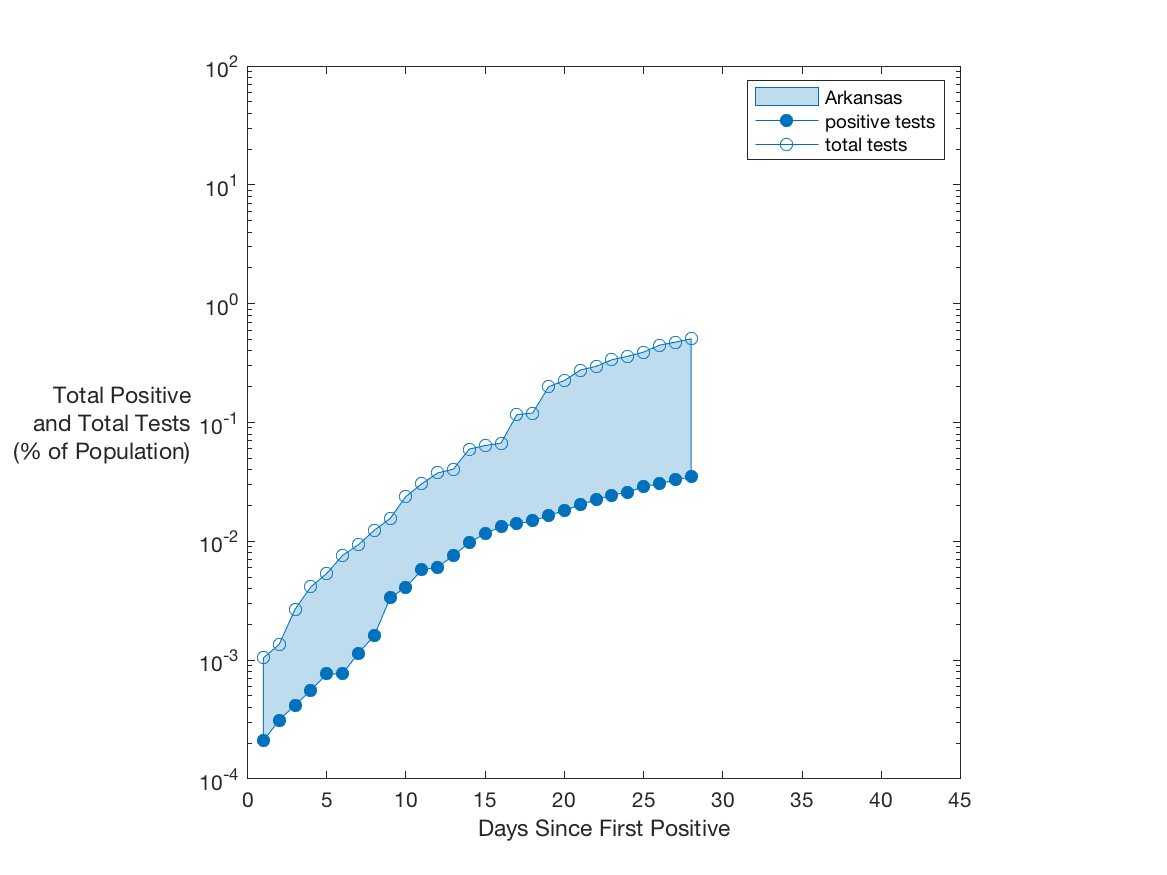 10^2
10^1
10^0
10^-1
10^-2
10^-3
10^-4
Total Positive
and Total Tests
(% of Population)
0 5 10 15 20 25 30 35 40 45
Days Since First Positive
Arkansas
positive tests
total tests